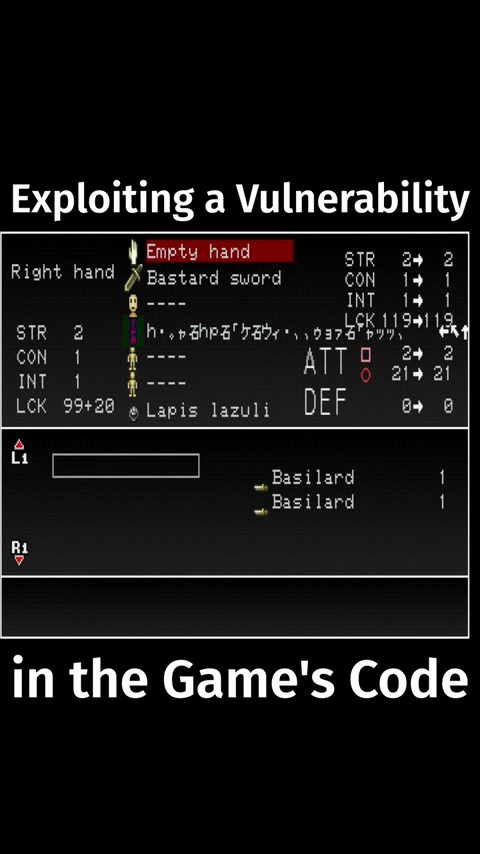 Exploiting a Vulnerability
Empty hand
Right hand
Bastard sword
----
STR 2→ 2
CON 1→ 1
INT 1→ 1
LCK 119→119
STR 2
CON 1
INT 1
LCK 99+20
----
----
Lapis lazuli
ATT
2→ 2
21→ 21
DEF
0→ 0
L1
Basilard 1
Basilard 1
R1
in the Game's Code